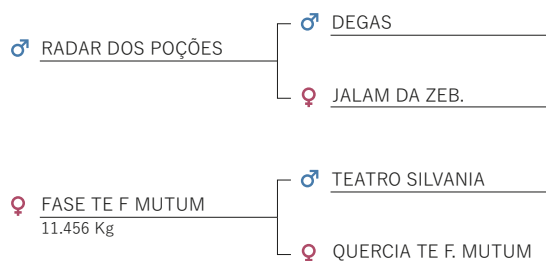 DEGAS
RADAR DOS POÇÕES
JALAM DA ZEB.
TEATRO SILVANIA
FASE TE F MUTUM
11.456 Kg
QUERCIA TE F. MUTUM